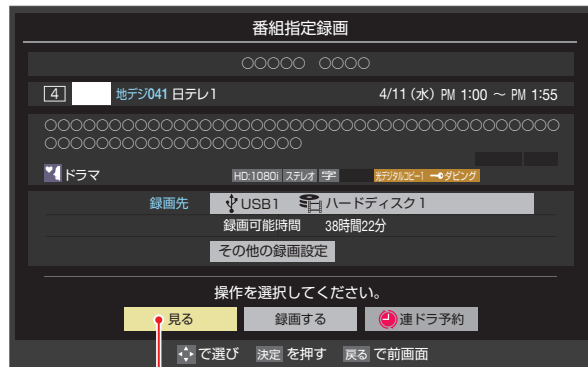 番組指定録画
○○○○○ ○○○○
4 地デジ041 日テレ1 4/11 (水) PM 1:00 ~ PM 1:55
○○○○○○○○○○○○○○○○○○○○○○○○○○○○○○○○○○○○○○○○
○○○○○○○○○○○○○○○○○○○○
ドラマ HD:1080i ステレオ 字 光デジタルコピー1 ダビング
録画先 USB1 ハードディスク1
録画可能時間 38時間22分
その他の録画設定
操作を選択してください。
見る 録画する 連ドラ予約
で選び 決定 を押す 戻る で前画面